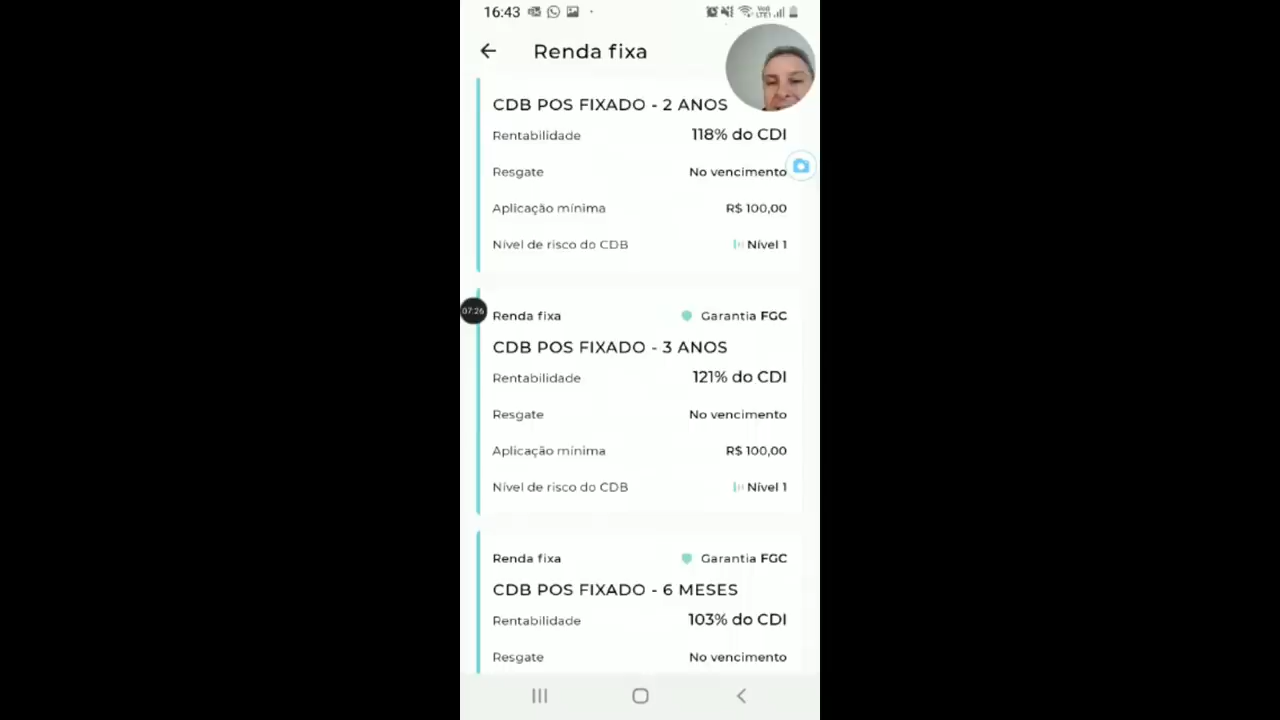 16:43
Renda fixa
CDB POS FIXADO - 2 ANOS
Rentabilidade 118% do CDI
Resgate No vencimento
Aplicação mínima R$ 100,00
Nível de risco do CDB Nível 1
07:26
Renda fixa Garantia FGC
CDB POS FIXADO - 3 ANOS
Rentabilidade 121% do CDI
Resgate No vencimento
Aplicação mínima R$ 100,00
Nível de risco do CDB Nível 1
Renda fixa Garantia FGC
CDB POS FIXADO - 6 MESES
Rentabilidade 103% do CDI
Resgate No vencimento